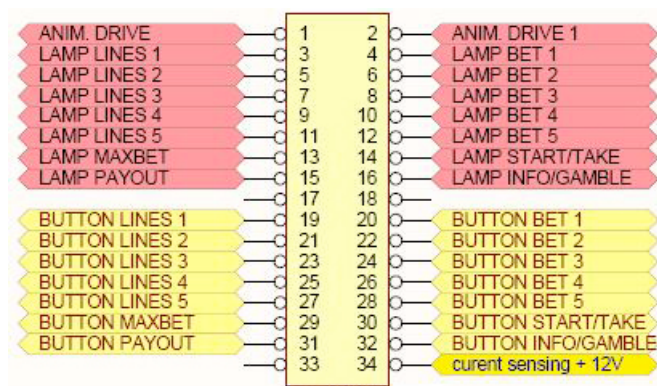 ANIM. DRIVE 1 2 ANIM. DRIVE 1
LAMP LINES 1 3 4 LAMP BET 1
LAMP LINES 2 5 6 LAMP BET 2
LAMP LINES 3 7 8 LAMP BET 3
LAMP LINES 4 9 10 LAMP BET 4
LAMP LINES 5 11 12 LAMP BET 5
LAMP MAXBET 13 14 LAMP START/TAKE
LAMP PAYOUT 15 16 LAMP INFO/GAMBLE
17 18
BUTTON LINES 1 19 20 BUTTON BET 1
BUTTON LINES 2 21 22 BUTTON BET 2
BUTTON LINES 3 23 24 BUTTON BET 3
BUTTON LINES 4 25 26 BUTTON BET 4
BUTTON LINES 5 27 28 BUTTON BET 5
BUTTON MAXBET 29 30 BUTTON START/TAKE
BUTTON PAYOUT 31 32 BUTTON INFO/GAMBLE
33 34 curent sensing + 12V